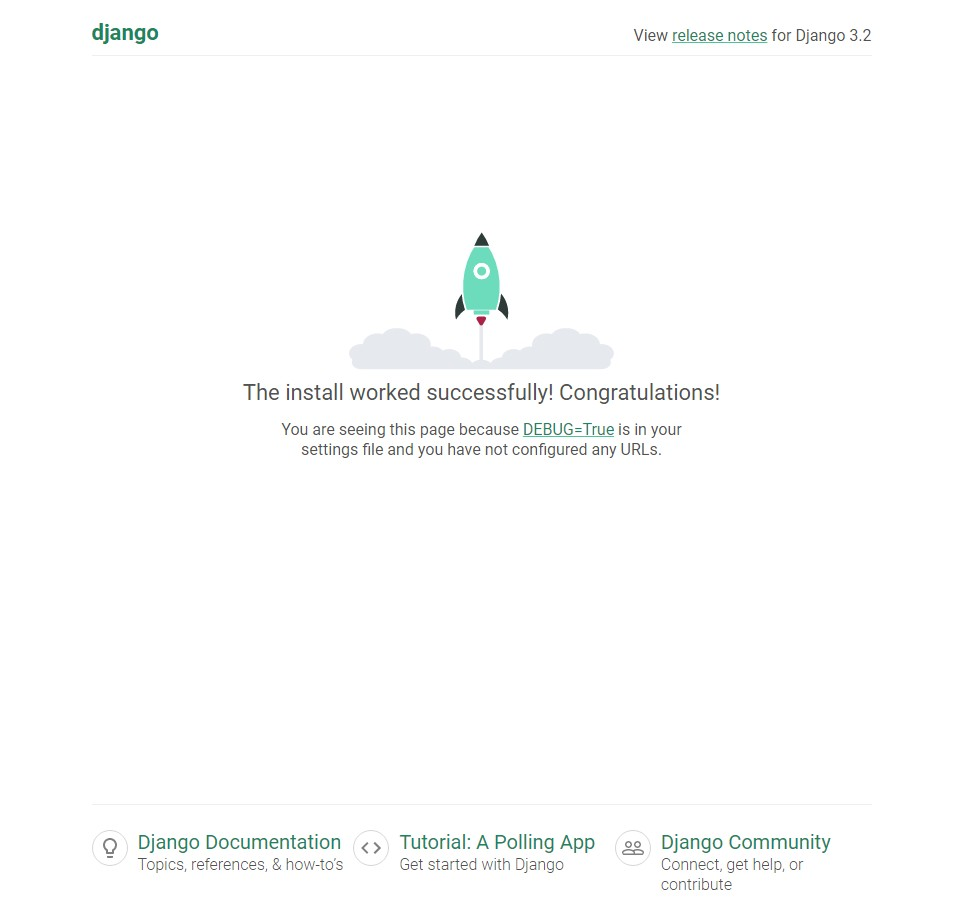 django
View release notes for Django 3.2
The install worked successfully! Congratulations!
You are seeing this page because DEBUG=True is in your
settings file and you have not configured any URLs.
Django Documentation
Topics, references, & how-to’s
Tutorial: A Polling App
Get started with Django
Django Community
Connect, get help, or
contribute